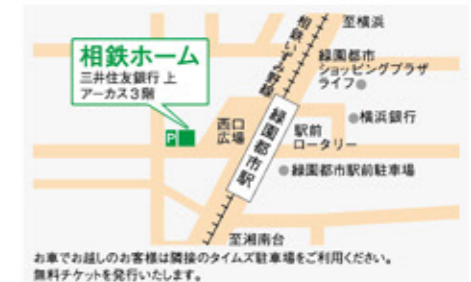 至横浜
相鉄いずみ野線
相鉄ホーム
三井住友銀行 上
アーカス3階
緑園都市
ショッピングプラザ
ライフ
横浜銀行
P
西口
広場
緑園都市駅
駅前
ロータリー
緑園都市駅前駐車場
至湘南台
お車でお越しのお客様は隣接のタイムズ駐車場をご利用ください。
無料チケットを発行いたします。